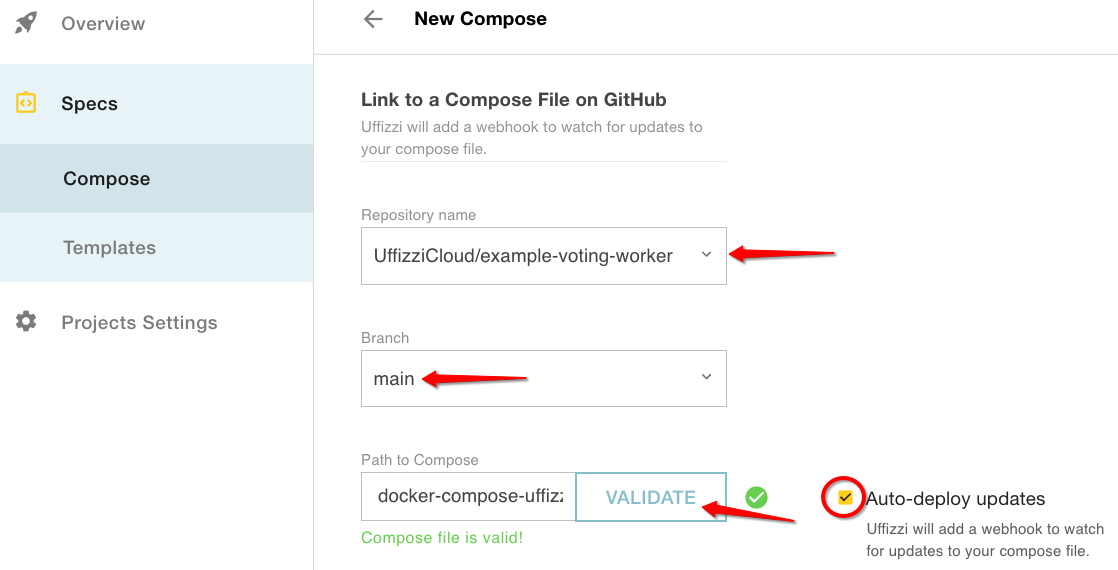 Overview
New Compose
Specs
Compose
Templates
Projects Settings
Link to a Compose File on GitHub
Uffizzi will add a webhook to watch for updates to
your compose file.
Repository name
UffizziCloud/example-voting-worker
Branch
main
Path to Compose
docker-compose-uffizz
VALIDATE
Compose file is valid!
Auto-deploy updates
Uffizzi will add a webhook to watch
for updates to your compose file.